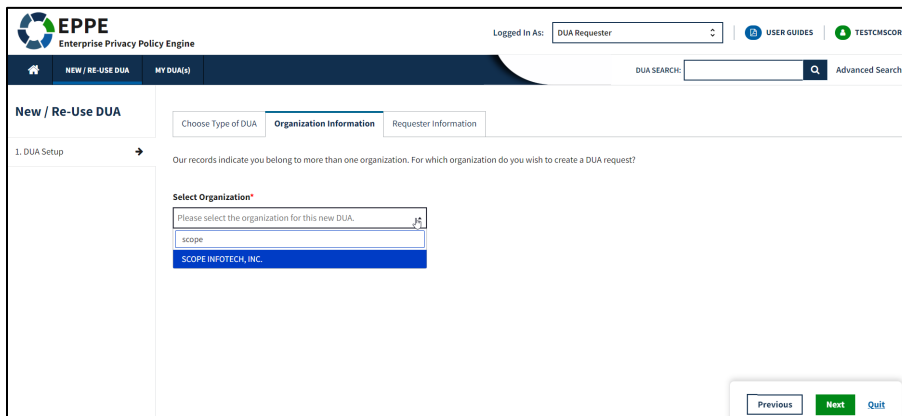 EPPE
Enterprise Privacy Policy Engine
Logged In As: DUA Requester
USER GUIDES
TESTCMSCOR
NEW / RE-USE DUA
MY DUA(s)
DUA SEARCH:
Advanced Search
New / Re-Use DUA
1. DUA Setup
Choose Type of DUA
Organization Information
Requester Information
Our records indicate you belong to more than one organization. For which organization do you wish to create a DUA request?
Select Organization*
Please select the organization for this new DUA.
scope
SCOPE INFOTECH, INC.
Previous
Next
Quit